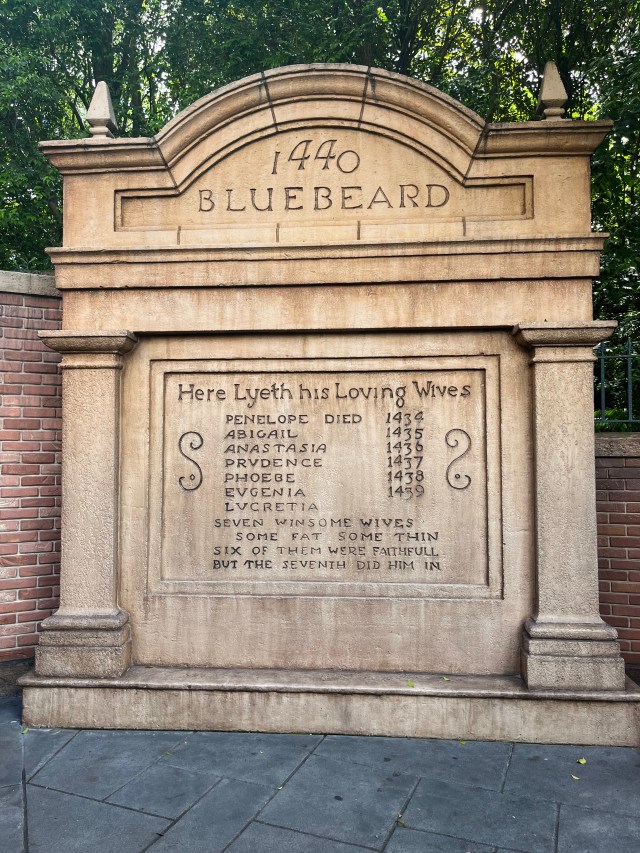 1440
BLUEBEARD
Here Lyeth his Loving Wives
PENELOPE DIED 1434
ABIGAIL 1435
ANASTASIA 1436
PRVDENCE 1437
PHOEBE 1438
EVGENIA 1439
LVCRETIA
SEVEN WINSOME WIVES
SOME FAT SOME THIN
SIX OF THEM WERE FAITHFULL
BUT THE SEVENTH DID HIM IN